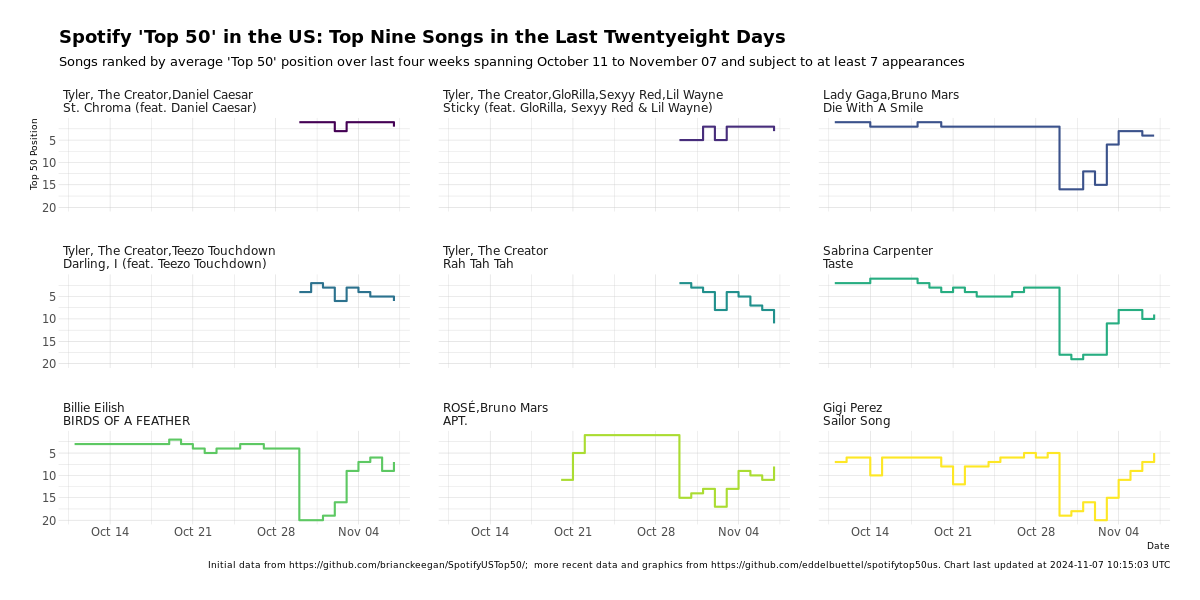 Spotify 'Top 50' in the US: Top Nine Songs in the Last Twentyeight Days
Songs ranked by average 'Top 50' position over last four weeks spanning October 11 to November 07 and subject to at least 7 appearances
Tyler, The Creator,Daniel Caesar
St. Chroma (feat. Daniel Caesar)
Tyler, The Creator,GloRilla,Sexyy Red,Lil Wayne
Sticky (feat. GloRilla, Sexyy Red & Lil Wayne)
Lady Gaga,Bruno Mars
Die With A Smile
Top 50 Position
5
10
15
20
Tyler, The Creator,Teezo Touchdown
Darling, I (feat. Teezo Touchdown)
Tyler, The Creator
Rah Tah Tah
Sabrina Carpenter
Taste
5
10
15
20
Billie Eilish
BIRDS OF A FEATHER
ROSÉ,Bruno Mars
APT.
Gigi Perez
Sailor Song
5
10
15
20
Oct 14 Oct 21 Oct 28 Nov 04
Oct 14 Oct 21 Oct 28 Nov 04
Oct 14 Oct 21 Oct 28 Nov 04
Date
Initial data from https://github.com/brianckeegan/SpotifyUSTop50/;  more recent data and graphics from https://github.com/eddelbuettel/spotifytop50us. Chart last updated at 2024-11-07 10:15:03 UTC